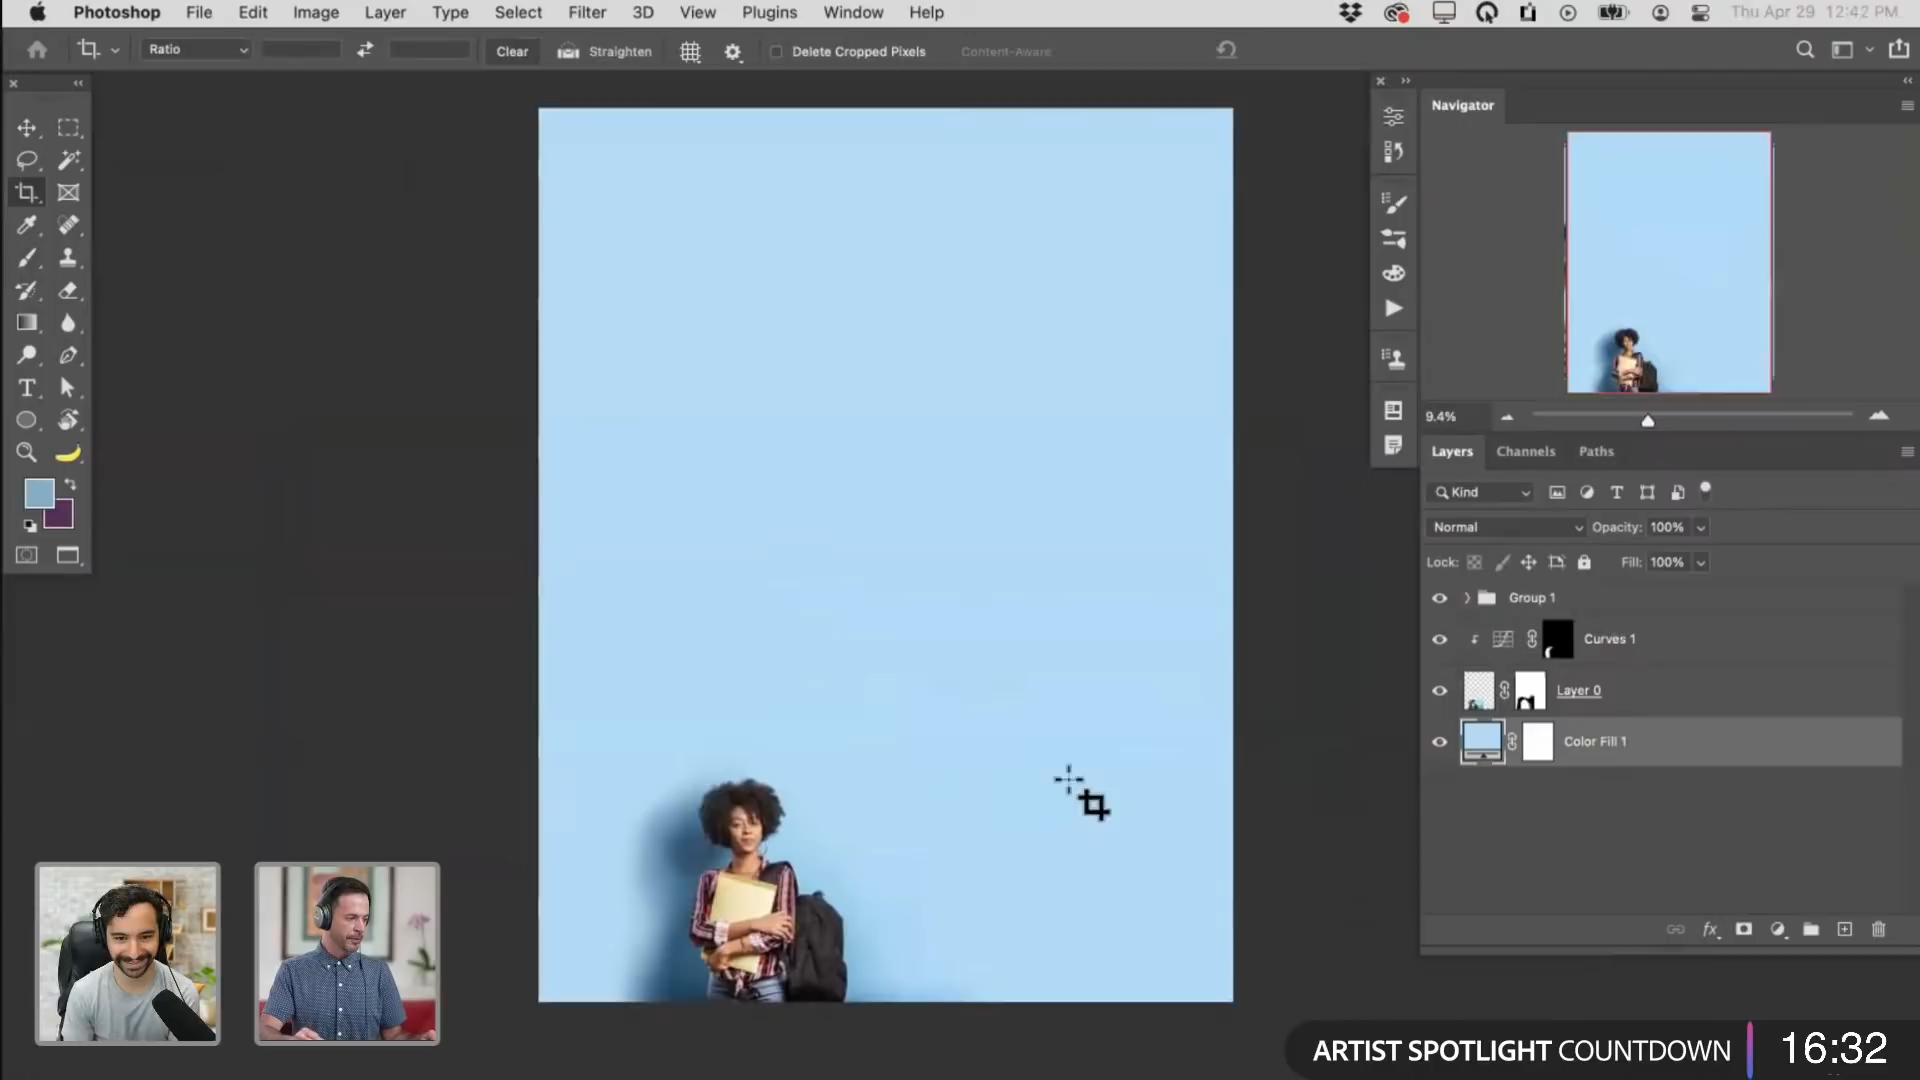 Photoshop File Edit Image Layer Type Select Filter 3D View Plugins Window Help Thu Apr 29 12:42 PM
Ratio Clear Straighten Delete Cropped Pixels Content-Aware
Navigator
9.4%
Layers Channels Paths
Kind
Normal Opacity: 100%
Lock: Fill: 100%
Group 1
Curves 1
Layer 0
Color Fill 1
fx
ARTIST SPOTLIGHT COUNTDOWN 16:32